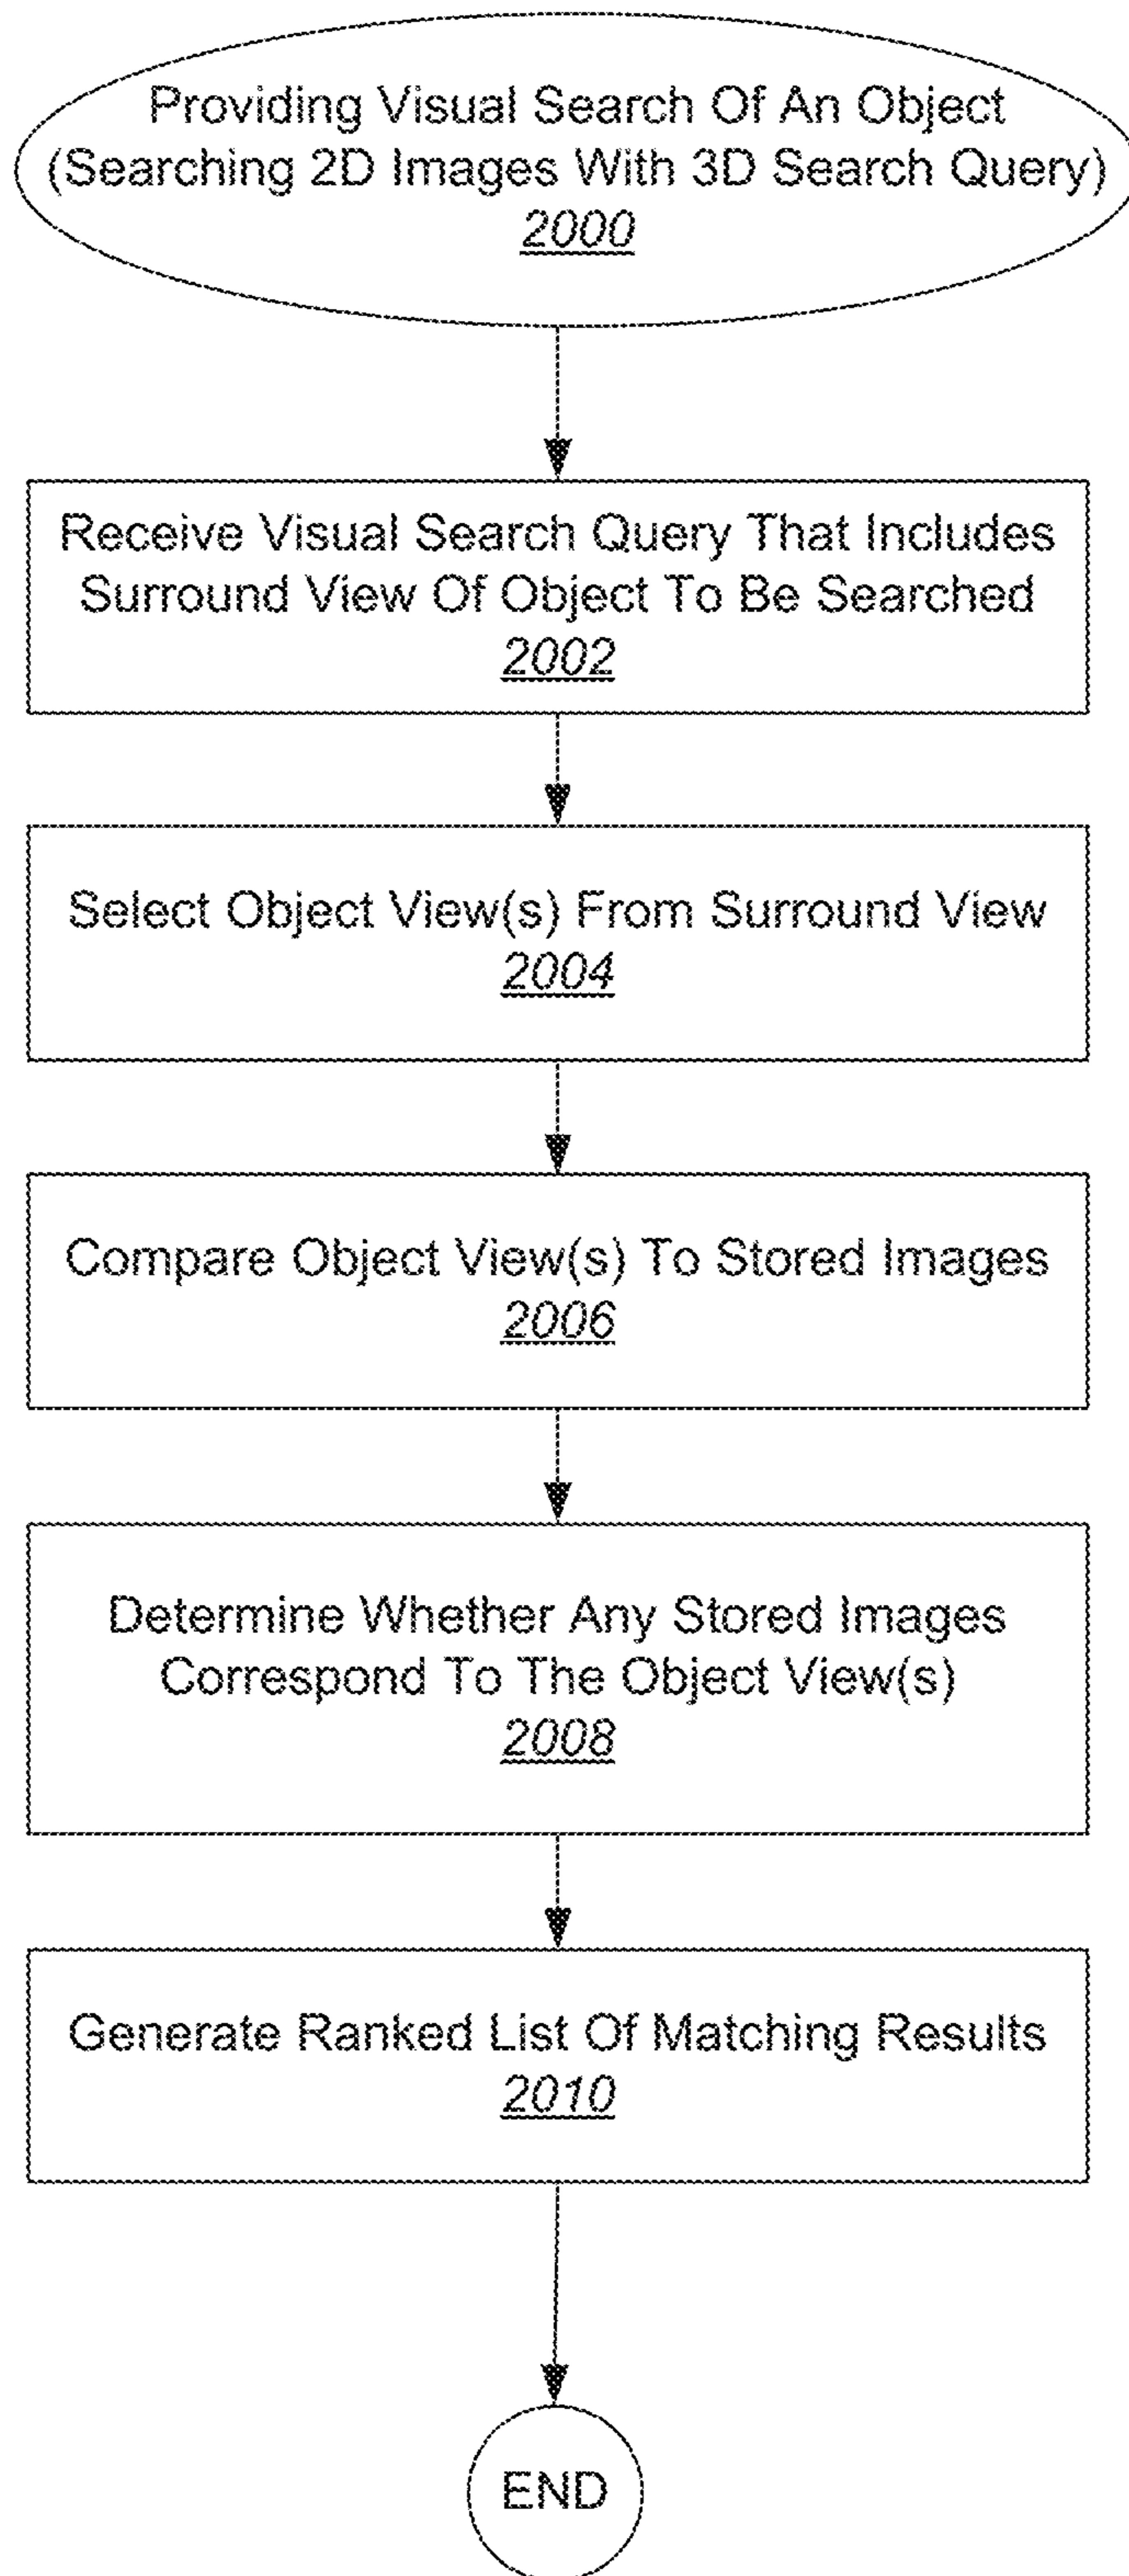 Providing Visual Search Of An Object
(Searching 2D Images With 3D Search Query)
2000
Receive Visual Search Query That Includes
Surround View Of Object To Be Searched
2002
Select Object View(s) From Surround View
2004
Compare Object View(s) To Stored Images
2006
Determine Whether Any Stored Images
Correspond To The Object View(s)
2008
Generate Ranked List Of Matching Results
2010
END